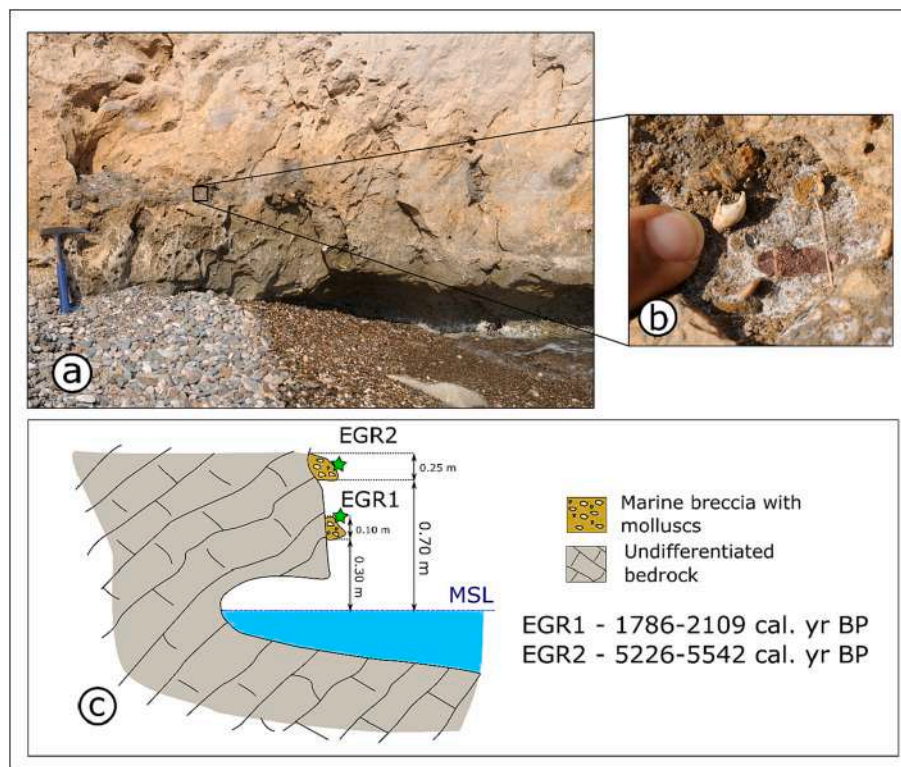 a
b
EGR2
0.25 m
EGR1
0.10 m
0.30 m
0.70 m
MSL
Marine breccia with
molluscs
Undifferentiated
bedrock
EGR1 - 1786-2109 cal. yr BP
EGR2 - 5226-5542 cal. yr BP
c